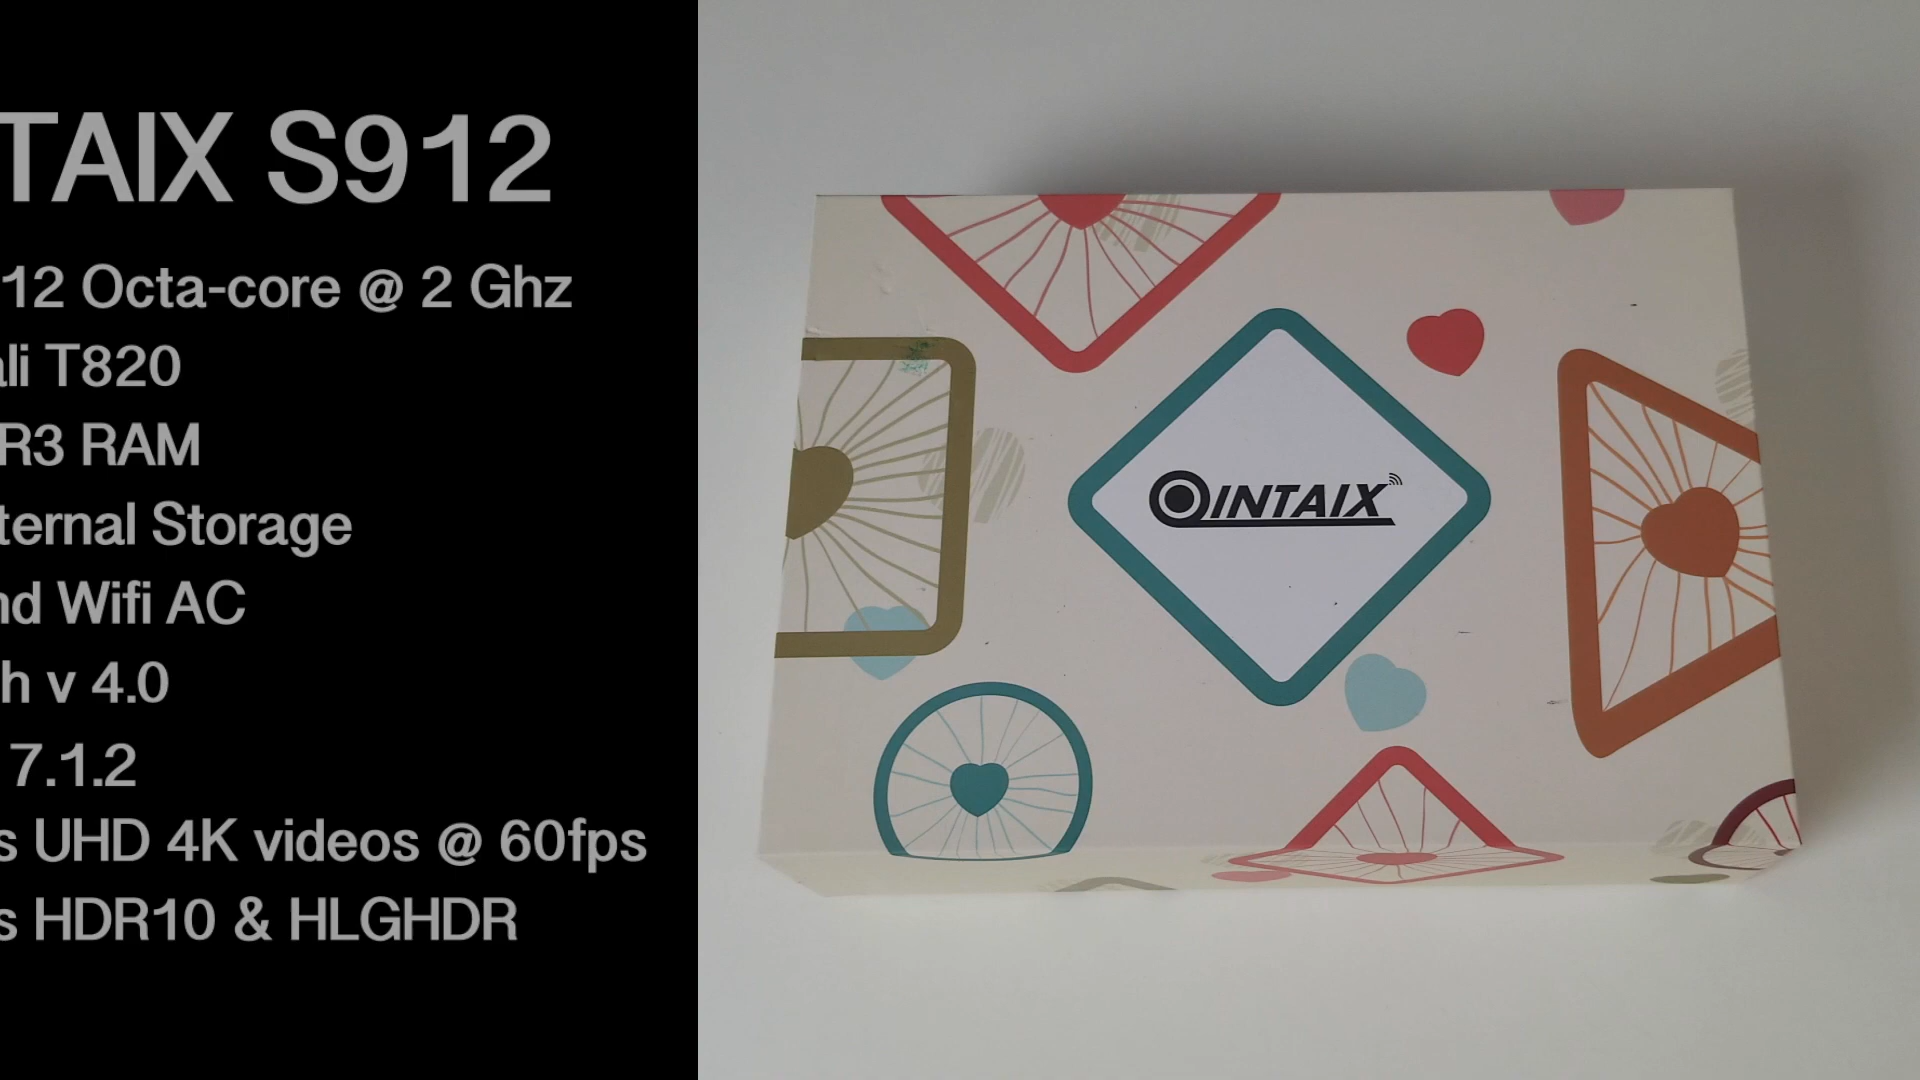 TAIX S912
12 Octa-core @ 2 Ghz
ali T820
R3 RAM
ternal Storage
nd Wifi AC
h v 4.0
7.1.2
s UHD 4K videos @ 60fps
s HDR10 & HLGHDR
QINTAIX